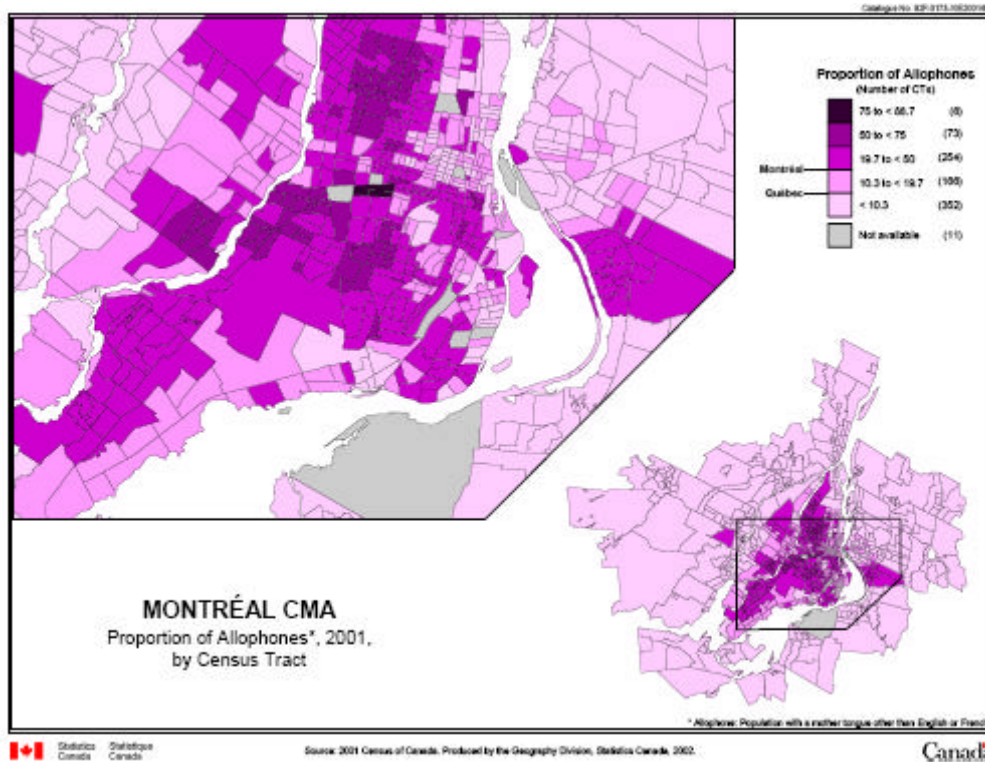 Proportion of Allophones
(Number of CTs)
75 to < 88.7 (6)
50 to < 75 (73)
19.7 to < 50 (254)
Montréal
10.3 to < 19.7 (166)
Québec
< 10.3 (352)
Not available (11)
MONTRÉAL CMA
Proportion of Allophones*, 2001,
by Census Tract
* Allophone: Population with a mother tongue other than English or French
Statistics Statistique
Canada Canada
Source: 2001 Census of Canada. Produced by the Geography Division, Statistics Canada, 2002.
Canada